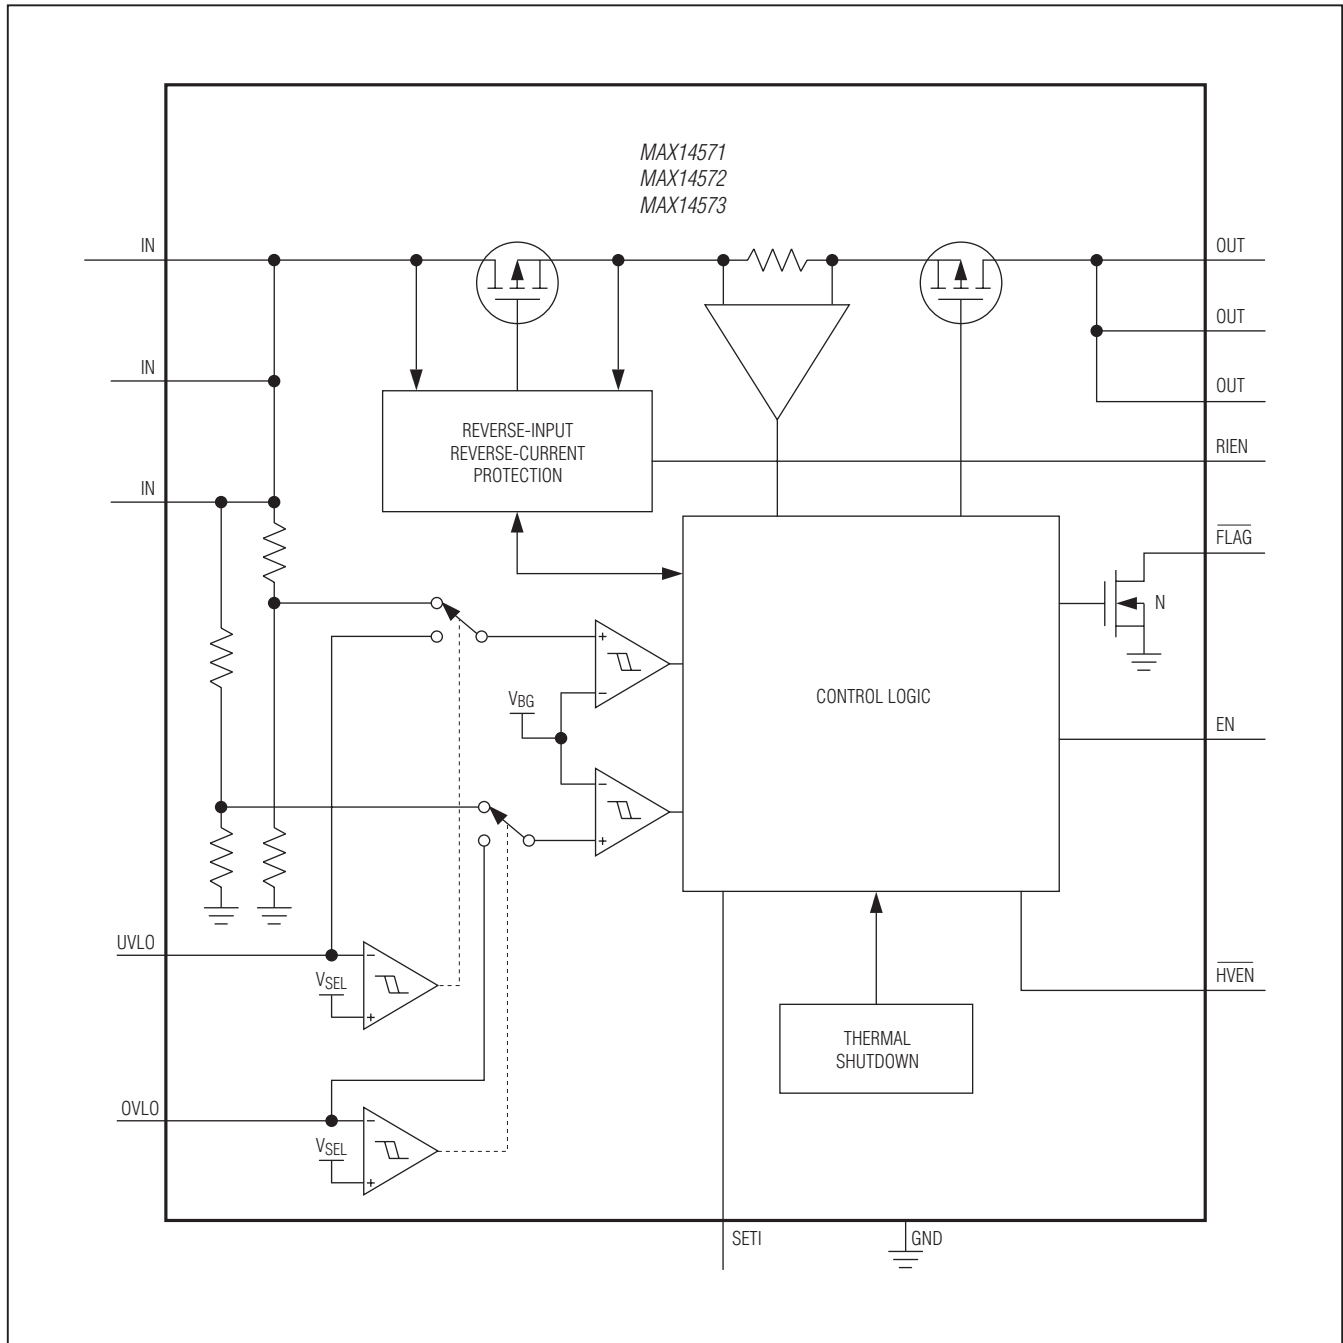 MAX14571
MAX14572
MAX14573
IN
OUT
OUT
IN
OUT
REVERSE-INPUT
REVERSE-CURRENT
PROTECTION
RIEN
IN
FLAG
N
VBG
+
-
CONTROL LOGIC
EN
-
+
UVLO
-
VSEL
+
HVEN
THERMAL
SHUTDOWN
OVLO
-
VSEL
+
SETI
GND